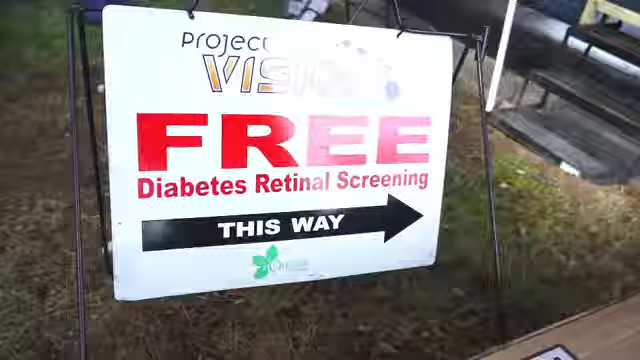 project
VISION
FREE
Diabetes Retinal Screening
THIS WAY